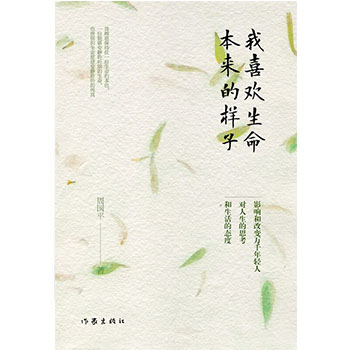 我喜欢生命
本来的样子
影响和改变万千年轻人
对人生的思考
和生活的态度
周国平
著
作家出版社